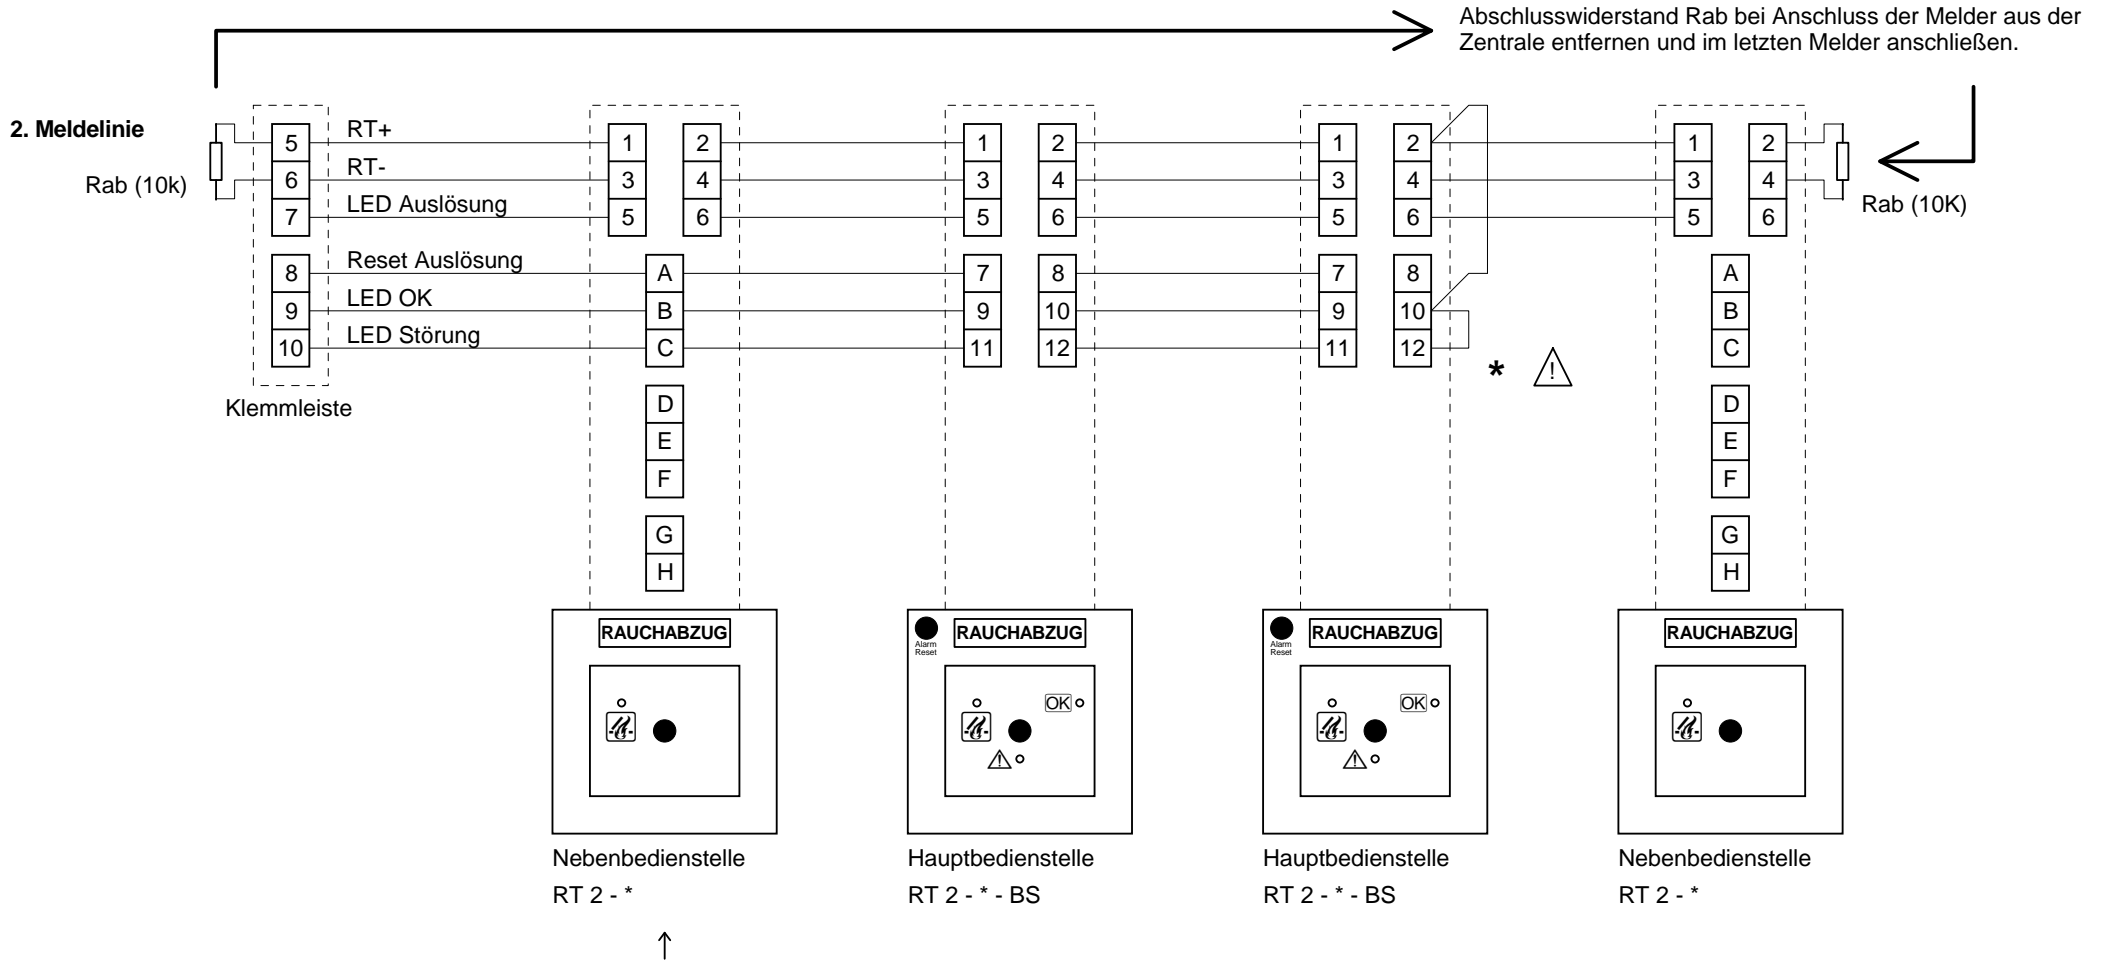 Abschlusswiderstand Rab bei Anschluss der Melder aus der
Zentrale entfernen und im letzten Melder anschließen.
2. Meldelinie
Rab (10k)
5 RT+ 1 2 1 2 1 2 1 2
6 RT- 3 4 3 4 3 4 3 4
7 LED Auslösung 5 6 5 6 5 6 5 6
Rab (10K)
8 Reset Auslösung A 7 8 7 8 A
9 LED OK B 9 10 9 10 B
10 LED Störung C 11 12 11 12 C
* !
Klemmleiste
D D
E E
F F
G G
H H
RAUCHABZUG
Alarm
Reset
RAUCHABZUG
Alarm
Reset
RAUCHABZUG
RAUCHABZUG
OK OK
! !
Nebenbedienstelle Hauptbedienstelle Hauptbedienstelle Nebenbedienstelle
RT 2 - * RT 2 - * - BS RT 2 - * - BS RT 2 - *